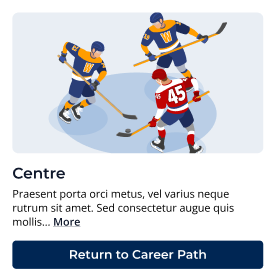 W
W
45
45
Centre
Praesent porta orci metus, vel varius neque
rutrum sit amet. Sed consectetur augue quis
mollis... More
Return to Career Path